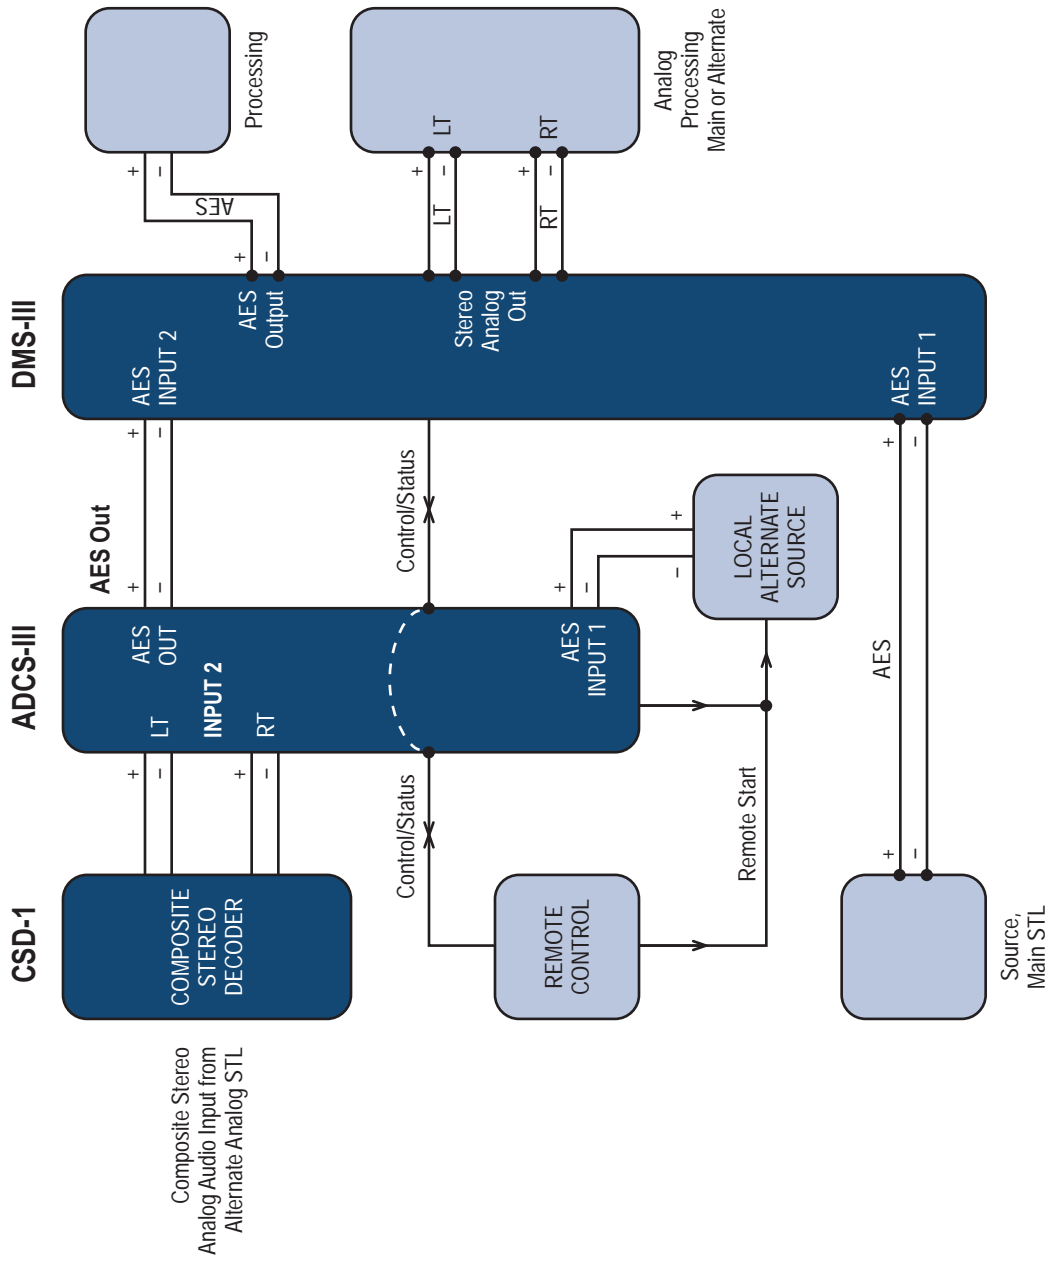 CSD-1
ADCS-III
DMS-III
Composite Stereo
Analog Audio Input from
Alternate Analog STL
COMPOSITE
STEREO
DECODER
+
–
+
–
LT
INPUT 2
RT
AES
OUT
AES Out
+
–
+
–
AES
INPUT 2
AES
Output
+
–
AES
+
–
Processing
Control/Status
Control/Status
Stereo
Analog
Out
LT
RT
+
–
+
–
LT
RT
Analog
Processing
Main or Alternate
REMOTE
CONTROL
Remote Start
AES
INPUT 1
+
–
–
+
LOCAL
ALTERNATE
SOURCE
Source,
Main STL
+
–
AES
+
–
AES
INPUT 1